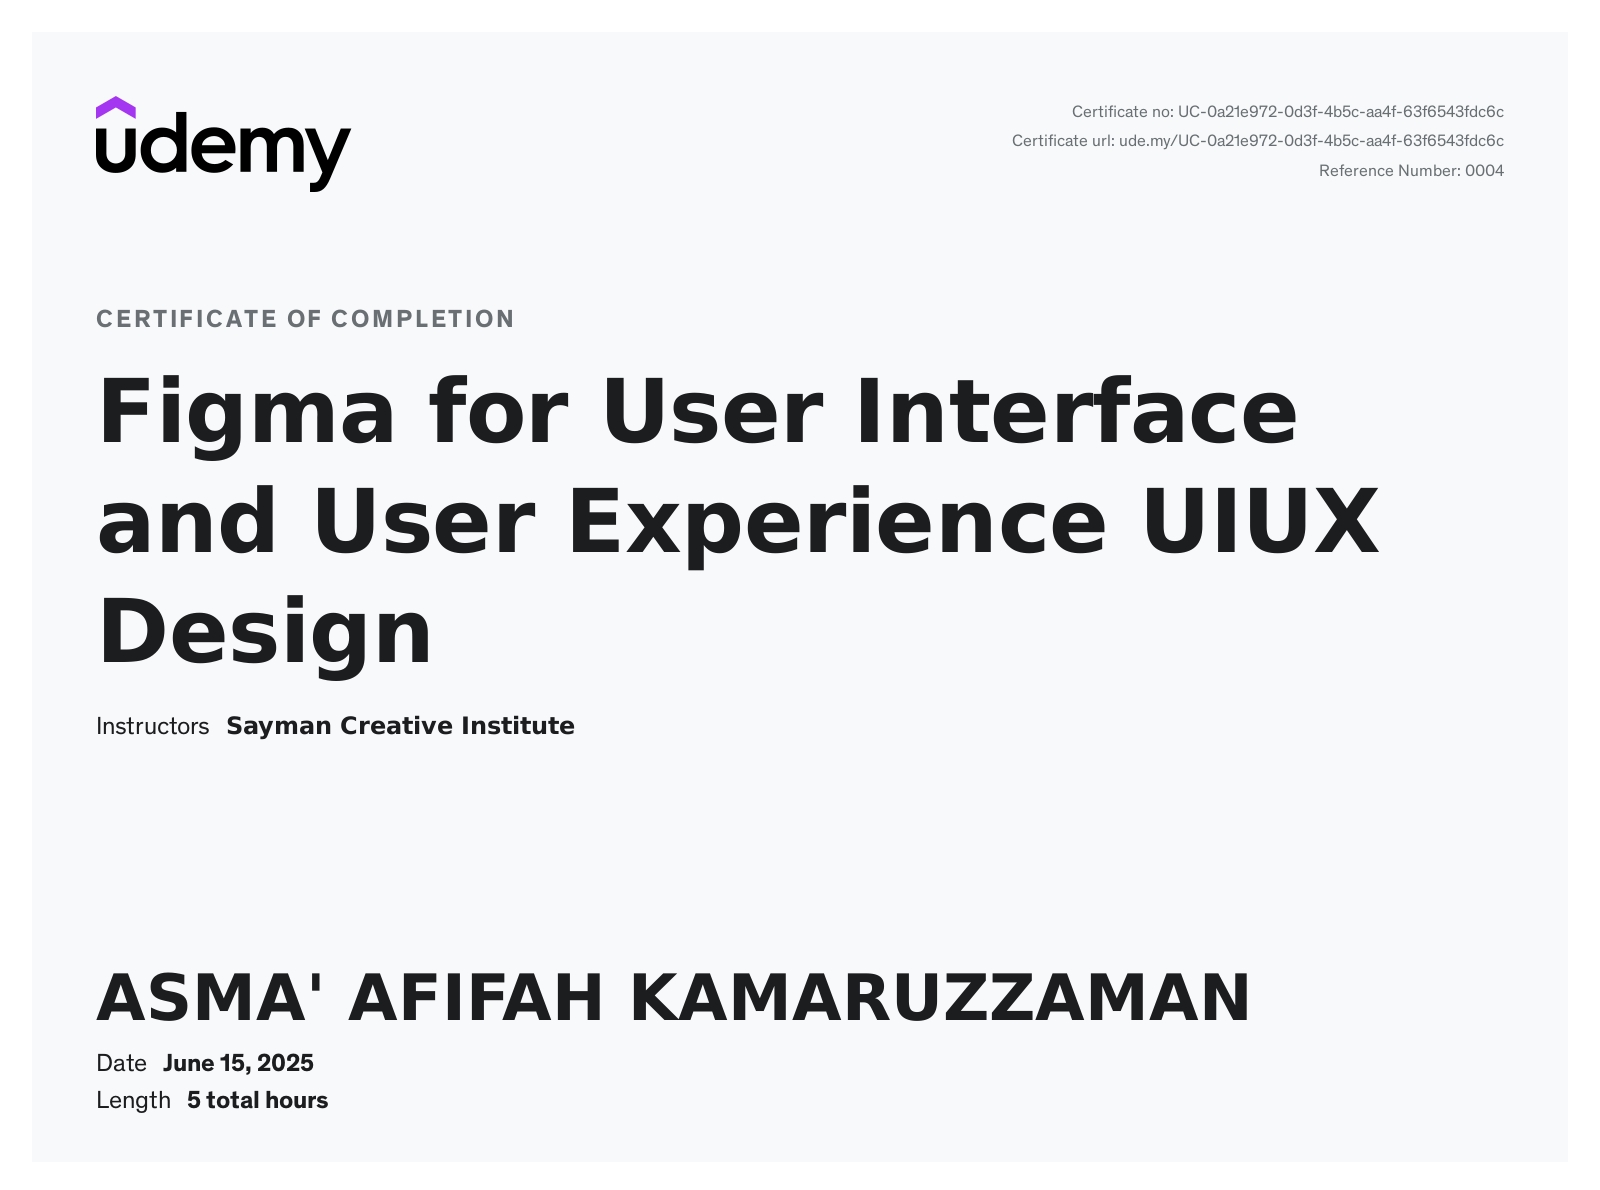 udemy
Certificate no: UC-0a21e972-0d3f-4b5c-aa4f-63f6543fdc6c
Certificate url: ude.my/UC-0a21e972-0d3f-4b5c-aa4f-63f6543fdc6c
Reference Number: 0004
CERTIFICATE OF COMPLETION
Figma for User Interface
and User Experience UIUX
Design
Instructors Sayman Creative Institute
ASMA' AFIFAH KAMARUZZAMAN
Date June 15, 2025
Length 5 total hours